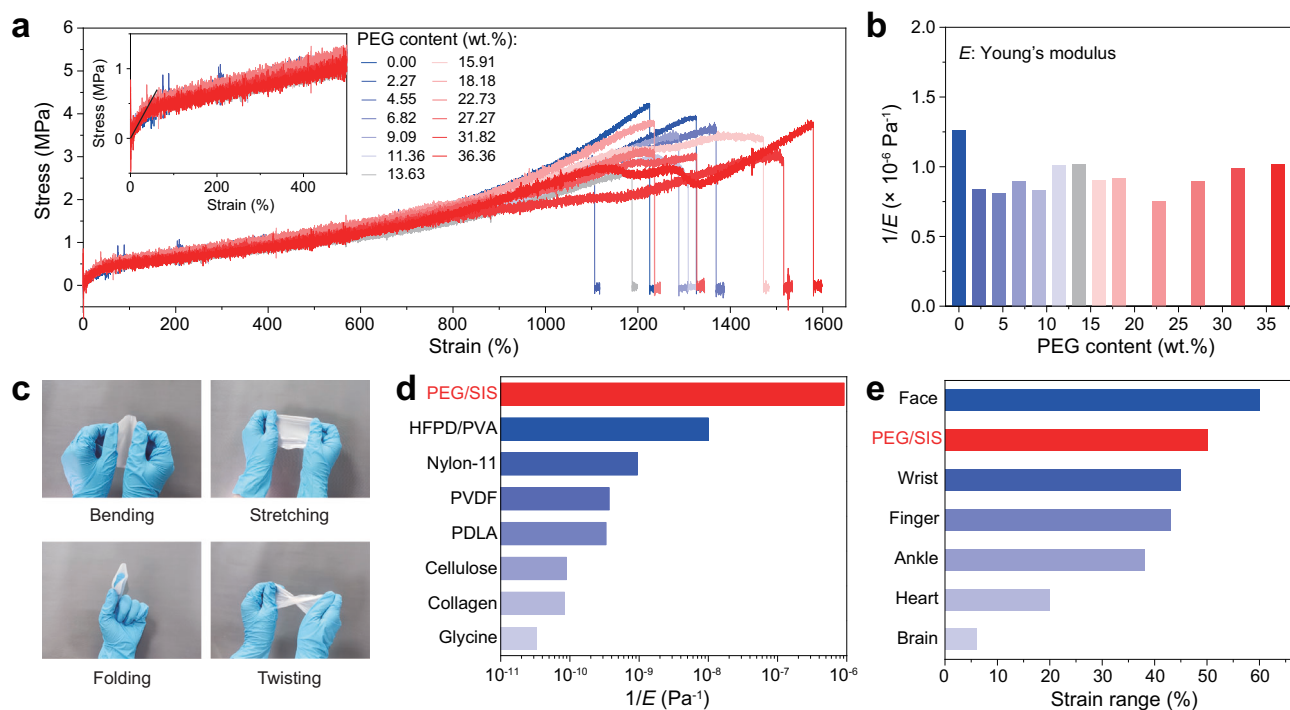 a
6
5
4
3
2
1
0
Stress (MPa)
0
200
400
600
800
1000
1200
1400
1600
Strain (%)
1
0
Stress (MPa)
0
200
400
Strain (%)
PEG content (wt.%):
0.00
2.27
4.55
6.82
9.09
11.36
13.63
15.91
18.18
22.73
27.27
31.82
36.36
b
2.0
1.5
1.0
0.5
0.0
1/E (× 10⁻⁶ Pa⁻¹)
E: Young's modulus
0
5
10
15
20
25
30
35
PEG content (wt.%)
c
Bending
Stretching
Folding
Twisting
d
PEG/SIS
HFPD/PVA
Nylon-11
PVDF
PDLA
Cellulose
Collagen
Glycine
10⁻¹¹
10⁻¹⁰
10⁻⁹
10⁻⁸
10⁻⁷
10⁻⁶
1/E (Pa⁻¹)
e
Face
PEG/SIS
Wrist
Finger
Ankle
Heart
Brain
0
10
20
30
40
50
60
Strain range (%)